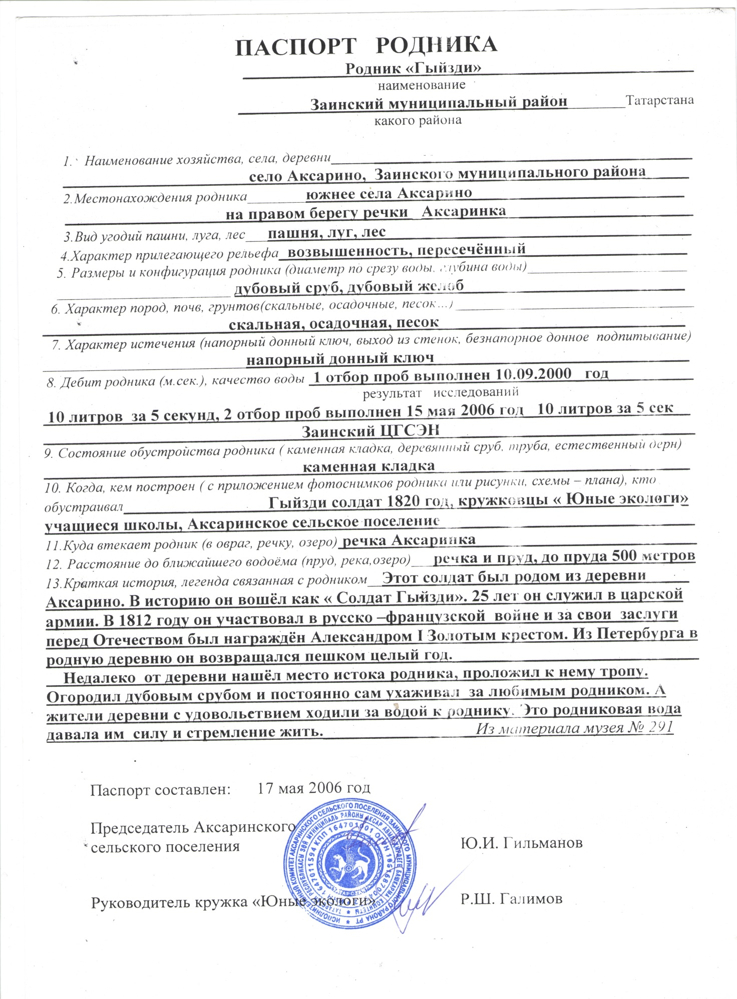 ПАСПОРТ РОДНИКА
Родник «Гыйзди»
наименование
Заинский муниципальный район Татарстана
какого района
1. Наименование хозяйства, села, деревни
село Аксарино, Заинского муниципального района
2.Местонахождения родника южнее села Аксарино
на правом берегу речки Аксаринка
3.Вид угодий пашни, луга, лес пашня, луг, лес
4.Характер прилегающего рельефа возвышенность, пересечённый
5. Размеры и конфигурация родника (диаметр по срезу воды, глубина воды)
дубовый сруб, дубовый желоб
6. Характер пород, почв, грунтов(скальные, осадочные, песок...)
скальная, осадочная, песок
7. Характер истечения (напорный донный ключ, выход из стенок, безнапорное донное подпитывание)
напорный донный ключ
8. Дебит родника (м.сек.), качество воды 1 отбор проб выполнен 10.09.2000 год
результат исследований
10 литров за 5 секунд, 2 отбор проб выполнен 15 мая 2006 год 10 литров за 5 сек
Заинский ЦГСЭН
9. Состояние обустройства родника ( каменная кладка, деревянный сруб, труба, естественный дерн)
каменная кладка
10. Когда, кем построен ( с приложением фотоснимков родника или рисунки, схемы – плана), кто
обустраивал Гыйзди солдат 1820 год, кружковцы « Юные экологи»
учащиеся школы, Аксаринское сельское поселение
11.Куда втекает родник (в овраг, речку, озеро) речка Аксаринка
12. Расстояние до ближайшего водоёма (пруд, река,озеро) речка и пруд, до пруда 500 метров
13.Краткая история, легенда связанная с родником Этот солдат был родом из деревни
Аксарино. В историю он вошёл как « Солдат Гыйзди». 25 лет он служил в царской
армии. В 1812 году он участвовал в русско –французской войне и за свои заслуги
перед Отечеством был награждён Александром I Золотым крестом. Из Петербурга в
родную деревню он возвращался пешком целый год.
Недалеко от деревни нашёл место истока родника, проложил к нему тропу.
Огородил дубовым срубом и постоянно сам ухаживал за любимым родником. А
жители деревни с удовольствием ходили за водой к роднику. Это родниковая вода
давала им силу и стремление жить. Из материала музея № 291
Паспорт составлен: 17 мая 2006 год
Председатель Аксаринского
сельского поселения Ю.И. Гильманов
Руководитель кружка «Юные экологи» Р.Ш. Галимов
ИСПОЛНИТЕЛЬНЫЙ КОМИТЕТ АКСАРИНСКОГО СЕЛЬСКОГО ПОСЕЛЕНИЯ ЗАИНСКОГО МУНИЦИПАЛЬНОГО РАЙОНА РТ